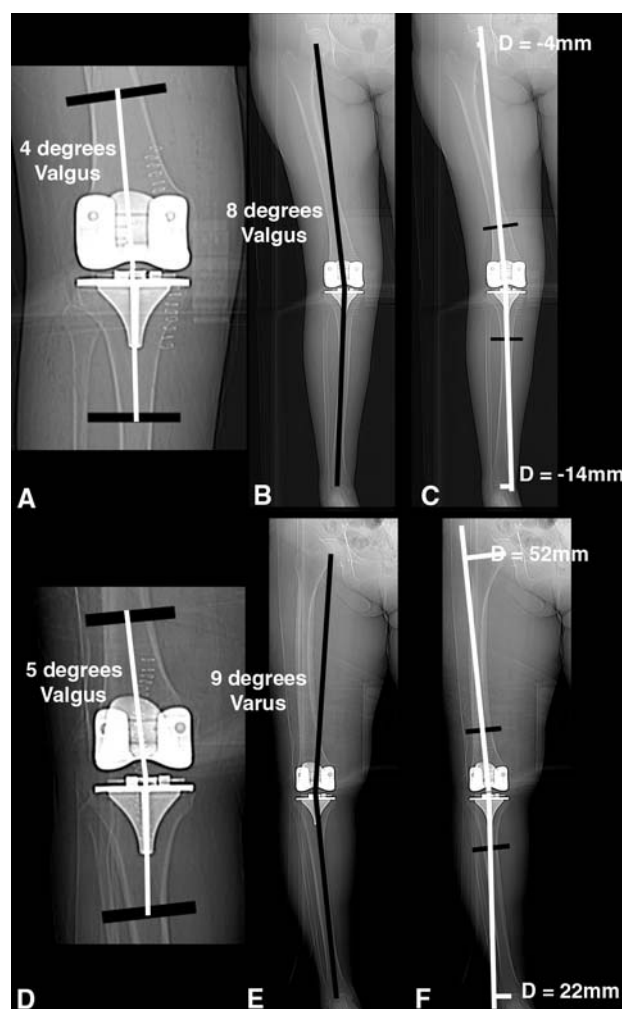 D = -4mm
4 degrees
Valgus
8 degrees
Valgus
D = -14mm
A
B
C
D = 52mm
5 degrees
Valgus
9 degrees
Varus
D = 22mm
D
E
F